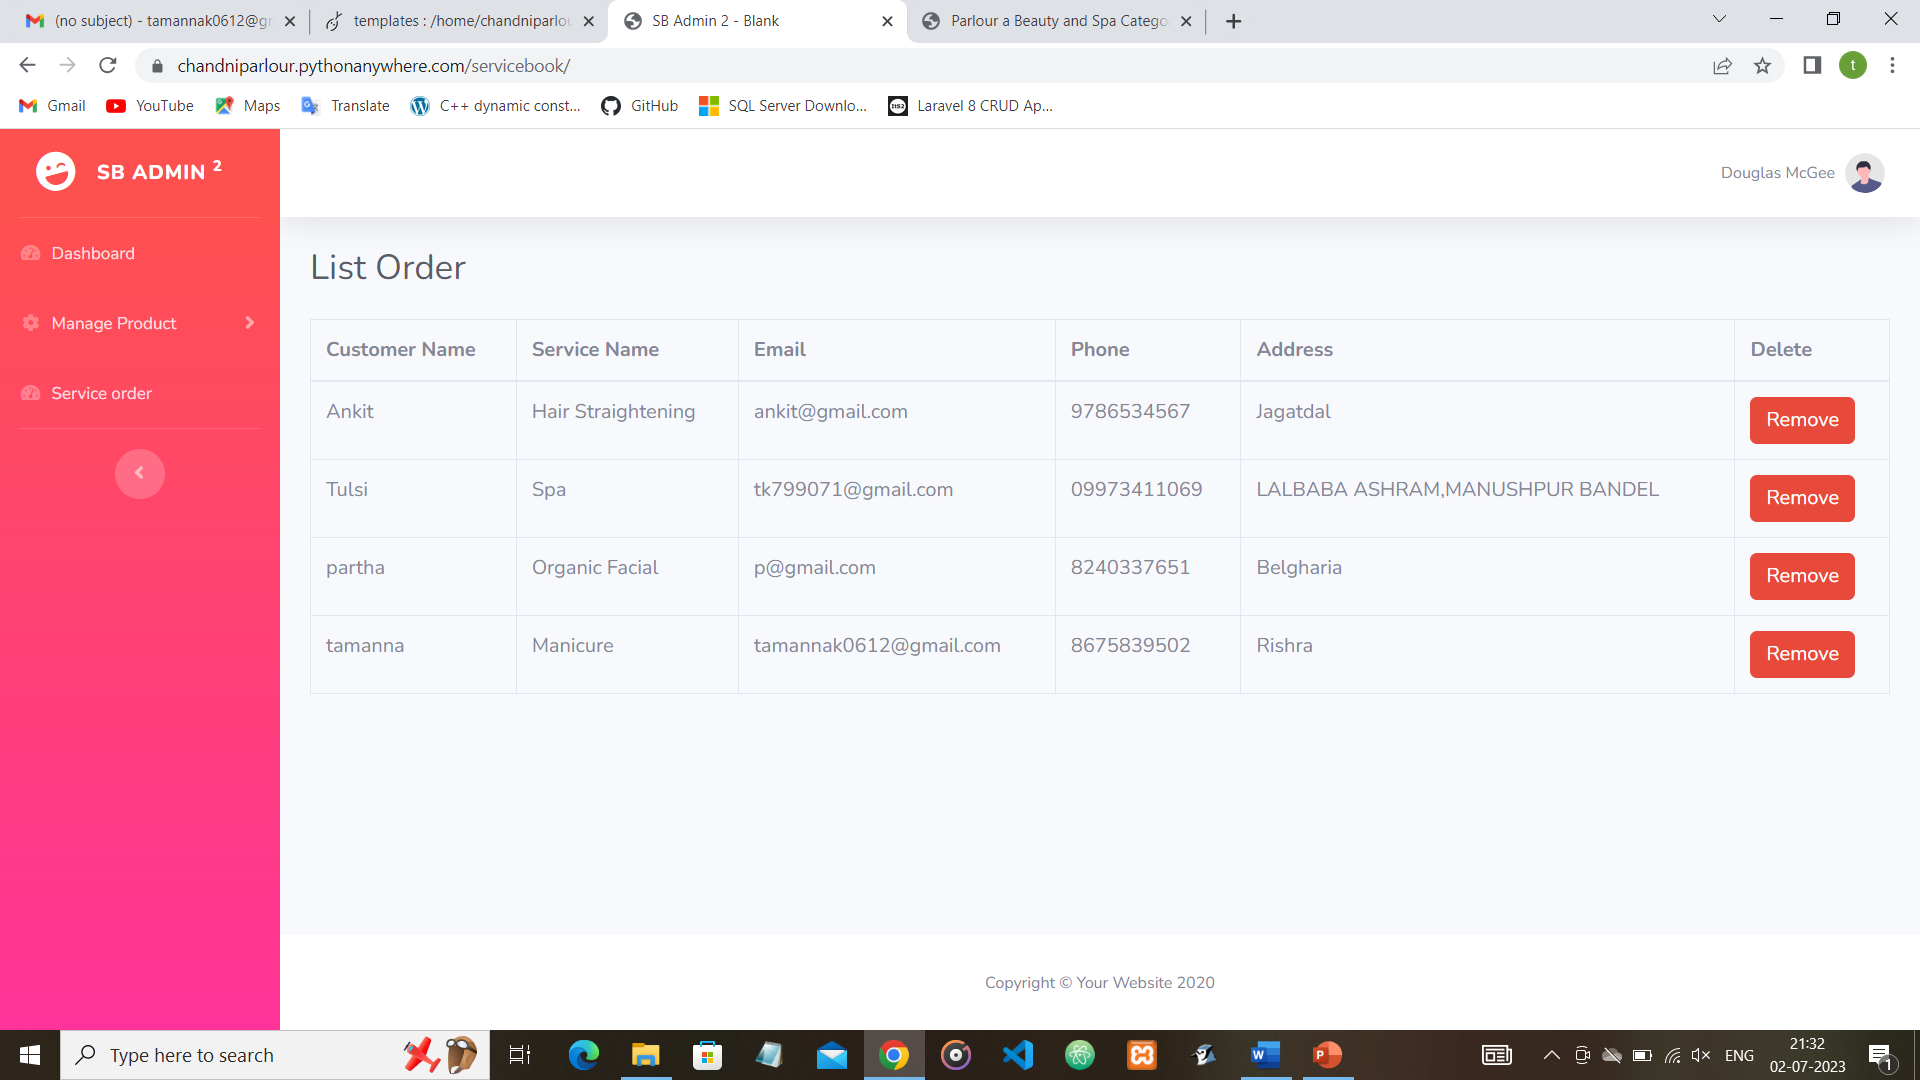 (no subject) - tamannak0612@gm
templates : /home/chandniparlou
SB Admin 2 - Blank
Parlour a Beauty and Spa Catego
chandniparlour.pythonanywhere.com/servicebook/
t
Gmail
YouTube
Maps
Translate
C++ dynamic const...
GitHub
SQL Server Downlo...
Laravel 8 CRUD Ap...
SB ADMIN 2
Douglas McGee
Dashboard
Manage Product
Service order
List Order
Customer Name Service Name Email Phone Address Delete
Ankit Hair Straightening ankit@gmail.com 9786534567 Jagatdal Remove
Tulsi Spa tk799071@gmail.com 09973411069 LALBABA ASHRAM,MANUSHPUR BANDEL Remove
partha Organic Facial p@gmail.com 8240337651 Belgharia Remove
tamanna Manicure tamannak0612@gmail.com 8675839502 Rishra Remove
Copyright © Your Website 2020
Type here to search
ENG
21:32
02-07-2023
1